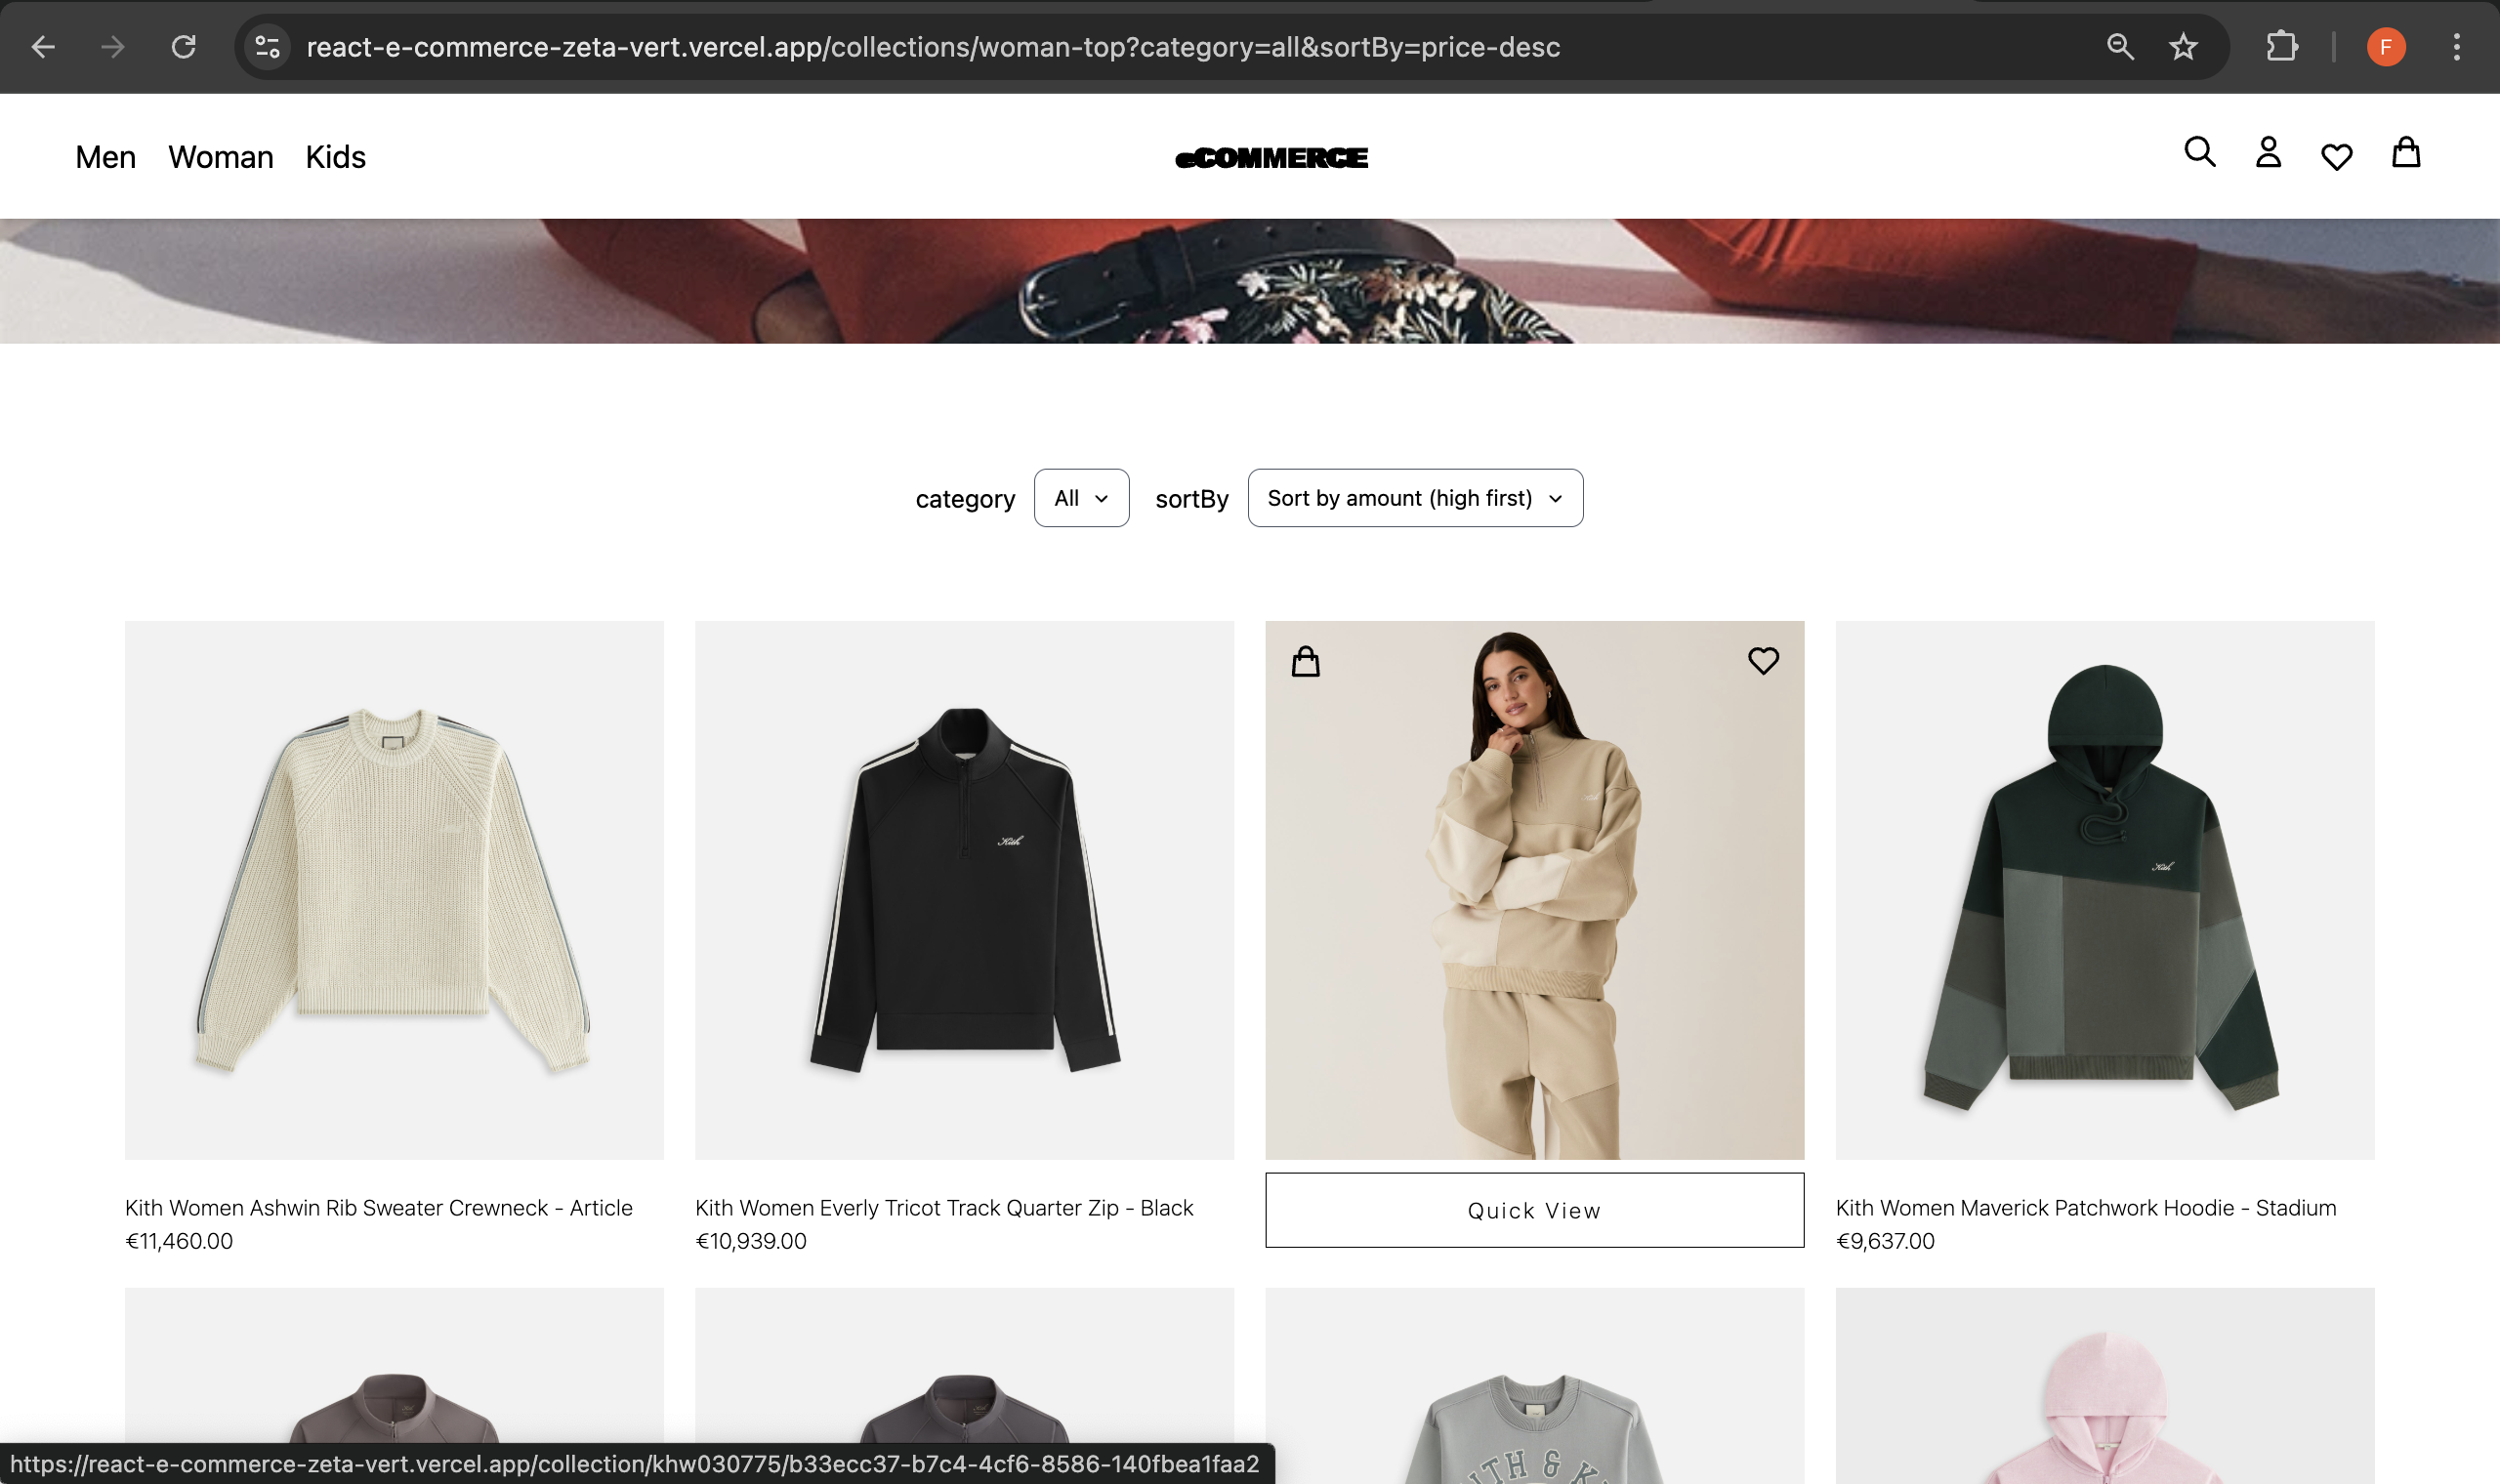 react-e-commerce-zeta-vert.vercel.app/collections/woman-top?category=all&sortBy=price-desc
F
Men Woman Kids
eCOMMERCE
category All sortBy Sort by amount (high first)
Kith
Kith
Kith Women Ashwin Rib Sweater Crewneck - Article
€11,460.00
Kith Women Everly Tricot Track Quarter Zip - Black
€10,939.00
Quick View
Kith Women Maverick Patchwork Hoodie - Stadium
€9,637.00
https://react-e-commerce-zeta-vert.vercel.app/collection/khw030775/b33ecc37-b7c4-4cf6-8586-140fbea1faa2